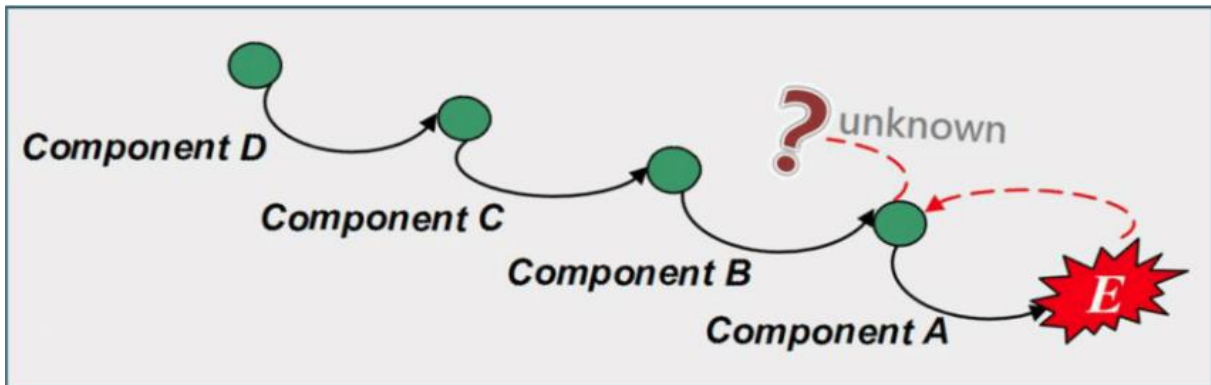 ? unknown
Component D
Component C
Component B
E
Component A